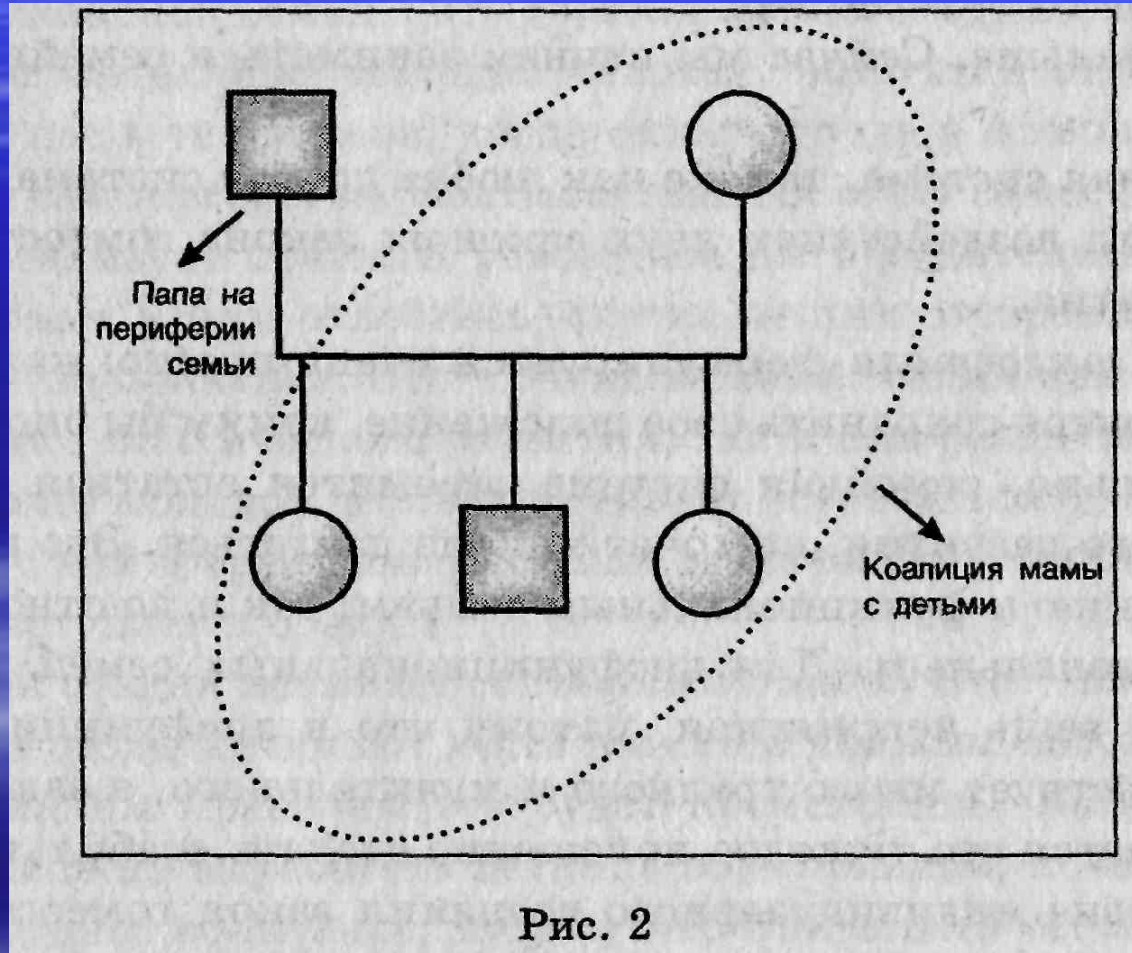 Папа на
периферии
семьи
Коалиция мамы
с детьми
Рис. 2